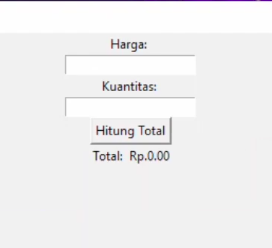 Harga:
Kuantitas:
Hitung Total
Total: Rp.0.00